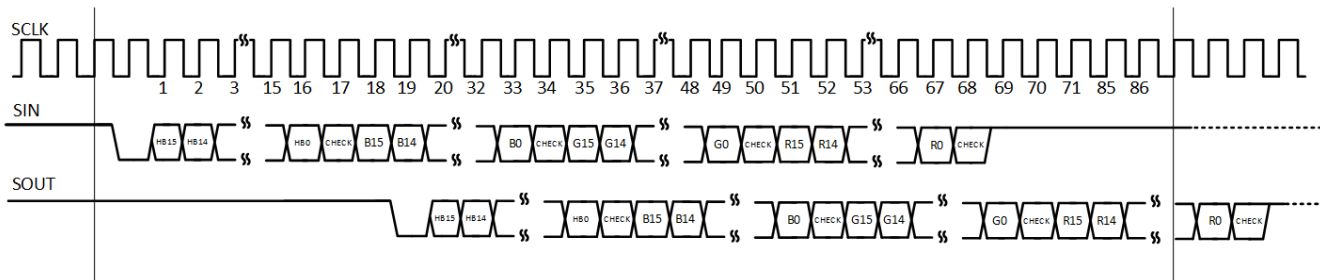 SCLK
1 2 3 15 16 17 18 19 20 32 33 34 35 36 37 48 49 50 51 52 53 66 67 68 69 70 71 85 86
SIN
HB15 HB14 HB0 CHECK B15 B14 B0 CHECK G15 G14 G0 CHECK R15 R14 R0 CHECK
SOUT
HB15 HB14 HB0 CHECK B15 B14 B0 CHECK G15 G14 G0 CHECK R15 R14 R0 CHECK